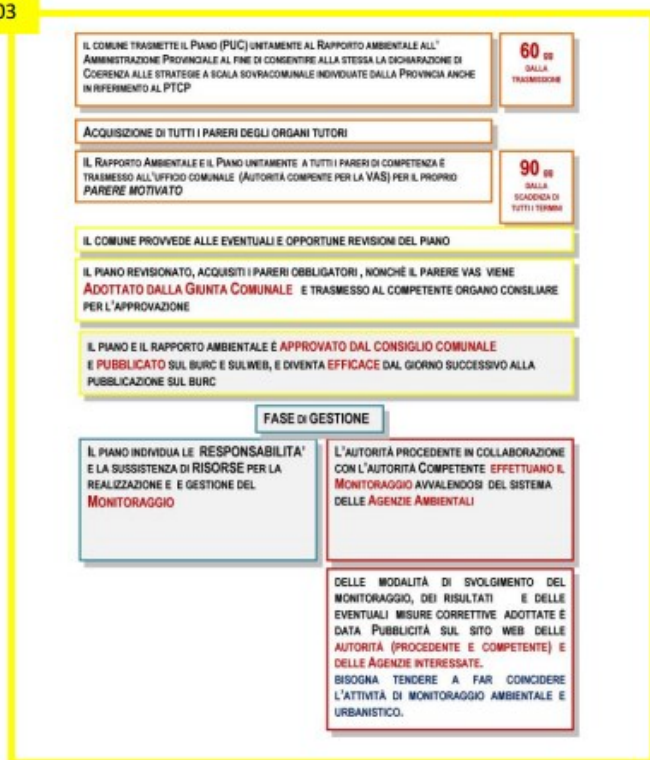 03
IL COMUNE TRASMETTE IL PIANO (PUC) UNITAMENTE AL RAPPORTO AMBIENTALE ALL'
AMMINISTRAZIONE PROVINCIALE AL FINE DI CONSENTIRE ALLA STESSA LA DICHIARAZIONE DI
COERENZA ALLE STRATEGIE A SCALA SOVRACOMUNALE INDIVIDUATE DALLA PROVINCIA ANCHE
IN RIFERIMENTO AL PTCP
60 GG
DALLA
TRASMISSIONE
ACQUISIZIONE DI TUTTI I PARERI DEGLI ORGANI TUTORI
IL RAPPORTO AMBIENTALE E IL PIANO UNITAMENTE A TUTTI I PARERI DI COMPETENZA È
TRASMESSO ALL'UFFICIO COMUNALE (AUTORITÀ COMPENTE PER LA VAS) PER IL PROPRIO
PARERE MOTIVATO
90 GG
DALLA
SCADENZA DI
TUTTI I TERMINI
IL COMUNE PROVVEDE ALLE EVENTUALI E OPPORTUNE REVISIONI DEL PIANO
IL PIANO REVISIONATO, ACQUISITI I PARERI OBBLIGATORI , NONCHÈ IL PARERE VAS VIENE
ADOTTATO DALLA GIUNTA COMUNALE E TRASMESSO AL COMPETENTE ORGANO CONSILIARE
PER L'APPROVAZIONE
IL PIANO E IL RAPPORTO AMBIENTALE È APPROVATO DAL CONSIGLIO COMUNALE
E PUBBLICATO SUL BURC E SULWEB, E DIVENTA EFFICACE DAL GIORNO SUCCESSIVO ALLA
PUBBLICAZIONE SUL BURC
FASE DI GESTIONE
IL PIANO INDIVIDUA LE RESPONSABILITA'
E LA SUSSISTENZA DI RISORSE PER LA
REALIZZAZIONE E E GESTIONE DEL
MONITORAGGIO
L'AUTORITÀ PROCEDENTE IN COLLABORAZIONE
CON L'AUTORITÀ COMPETENTE EFFETTUANO IL
MONITORAGGIO AVVALENDOSI DEL SISTEMA
DELLE AGENZIE AMBIENTALI
DELLE MODALITÀ DI SVOLGIMENTO DEL
MONITORAGGIO, DEI RISULTATI E DELLE
EVENTUALI MISURE CORRETTIVE ADOTTATE È
DATA PUBBLICITÀ SUL SITO WEB DELLE
AUTORITÀ (PROCEDENTE E COMPETENTE) E
DELLE AGENZIE INTERESSATE.
BISOGNA TENDERE A FAR COINCIDERE
L'ATTIVITÀ DI MONITORAGGIO AMBIENTALE E
URBANISTICO.